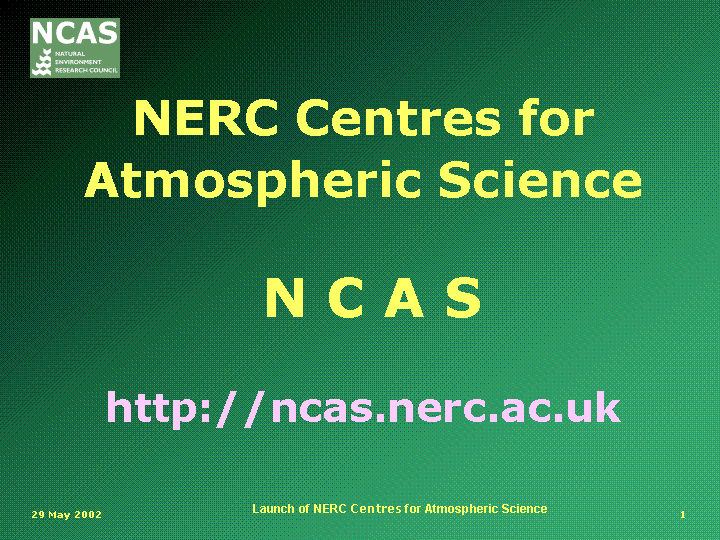 NCAS
NATURAL
ENVIRONMENT
RESEARCH COUNCIL
NERC Centres for
Atmospheric Science
N C A S
http://ncas.nerc.ac.uk
29 May 2002
Launch of NERC Centres for Atmospheric Science
1